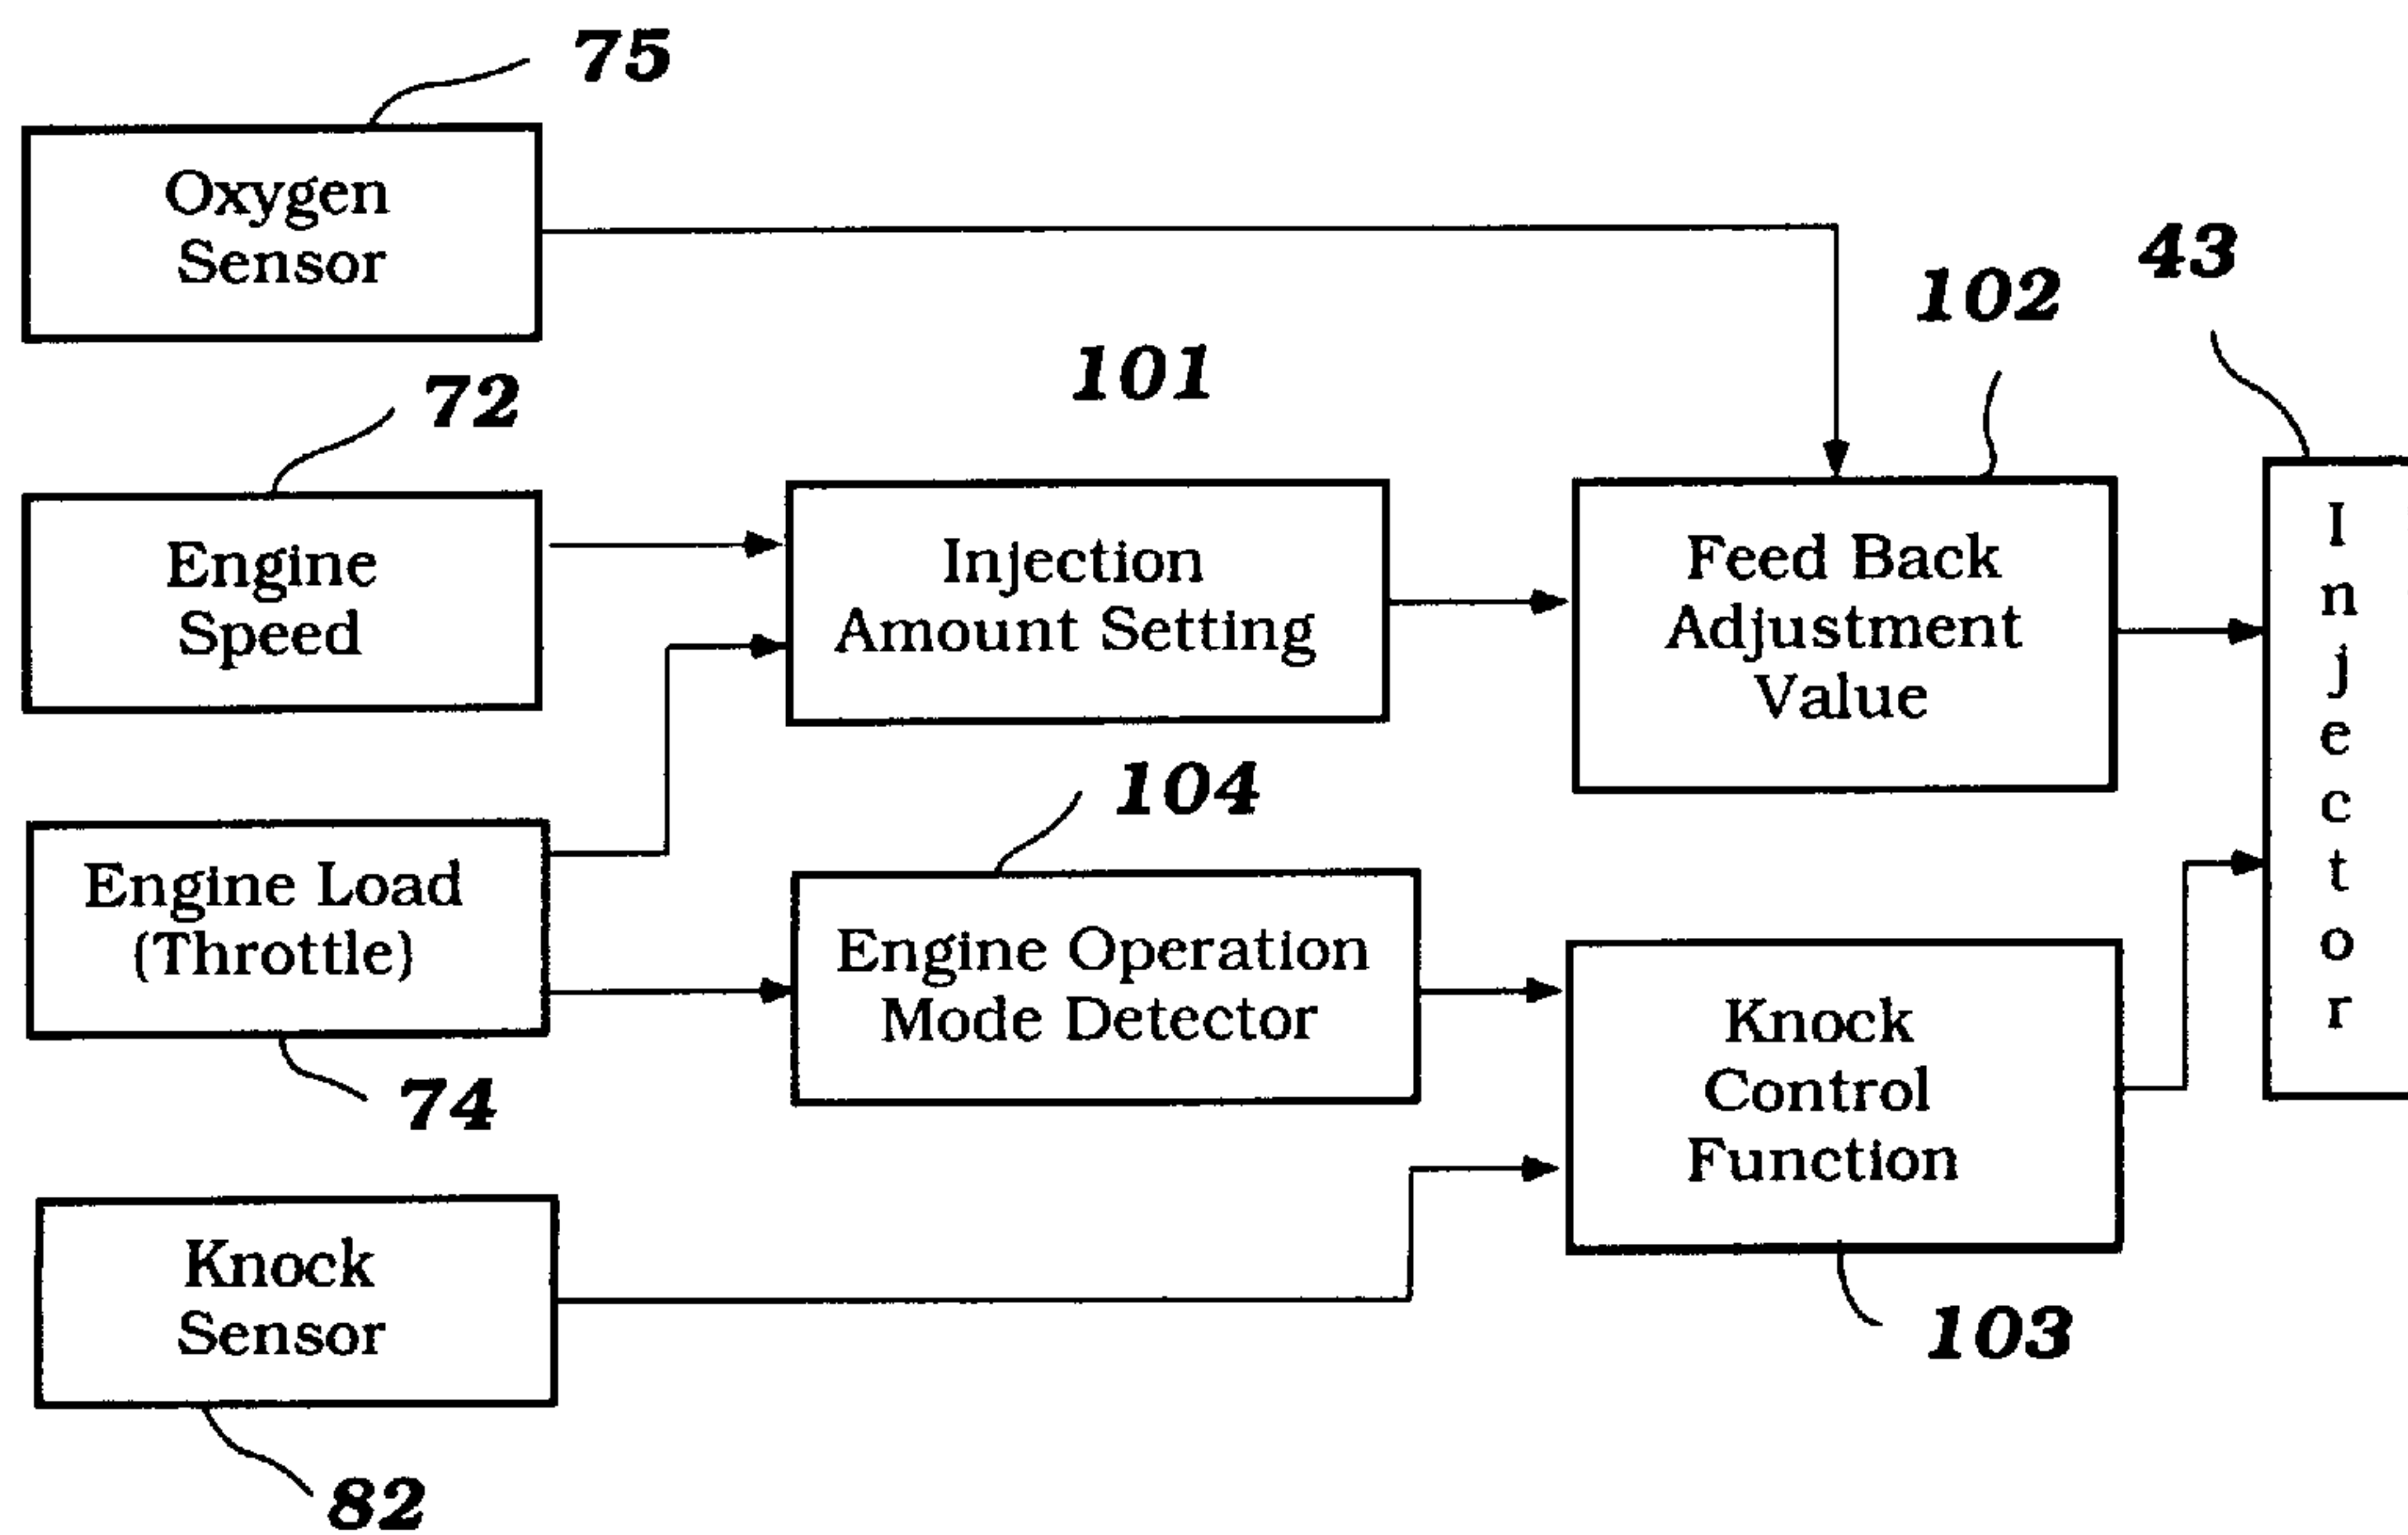 75
Oxygen
Sensor
43
102
101
72
Engine
Speed
Injection
Amount Setting
Feed Back
Adjustment
Value
Injector
104
Engine Load
(Throttle)
Engine Operation
Mode Detector
74
Knock
Control
Function
Knock
Sensor
103
82